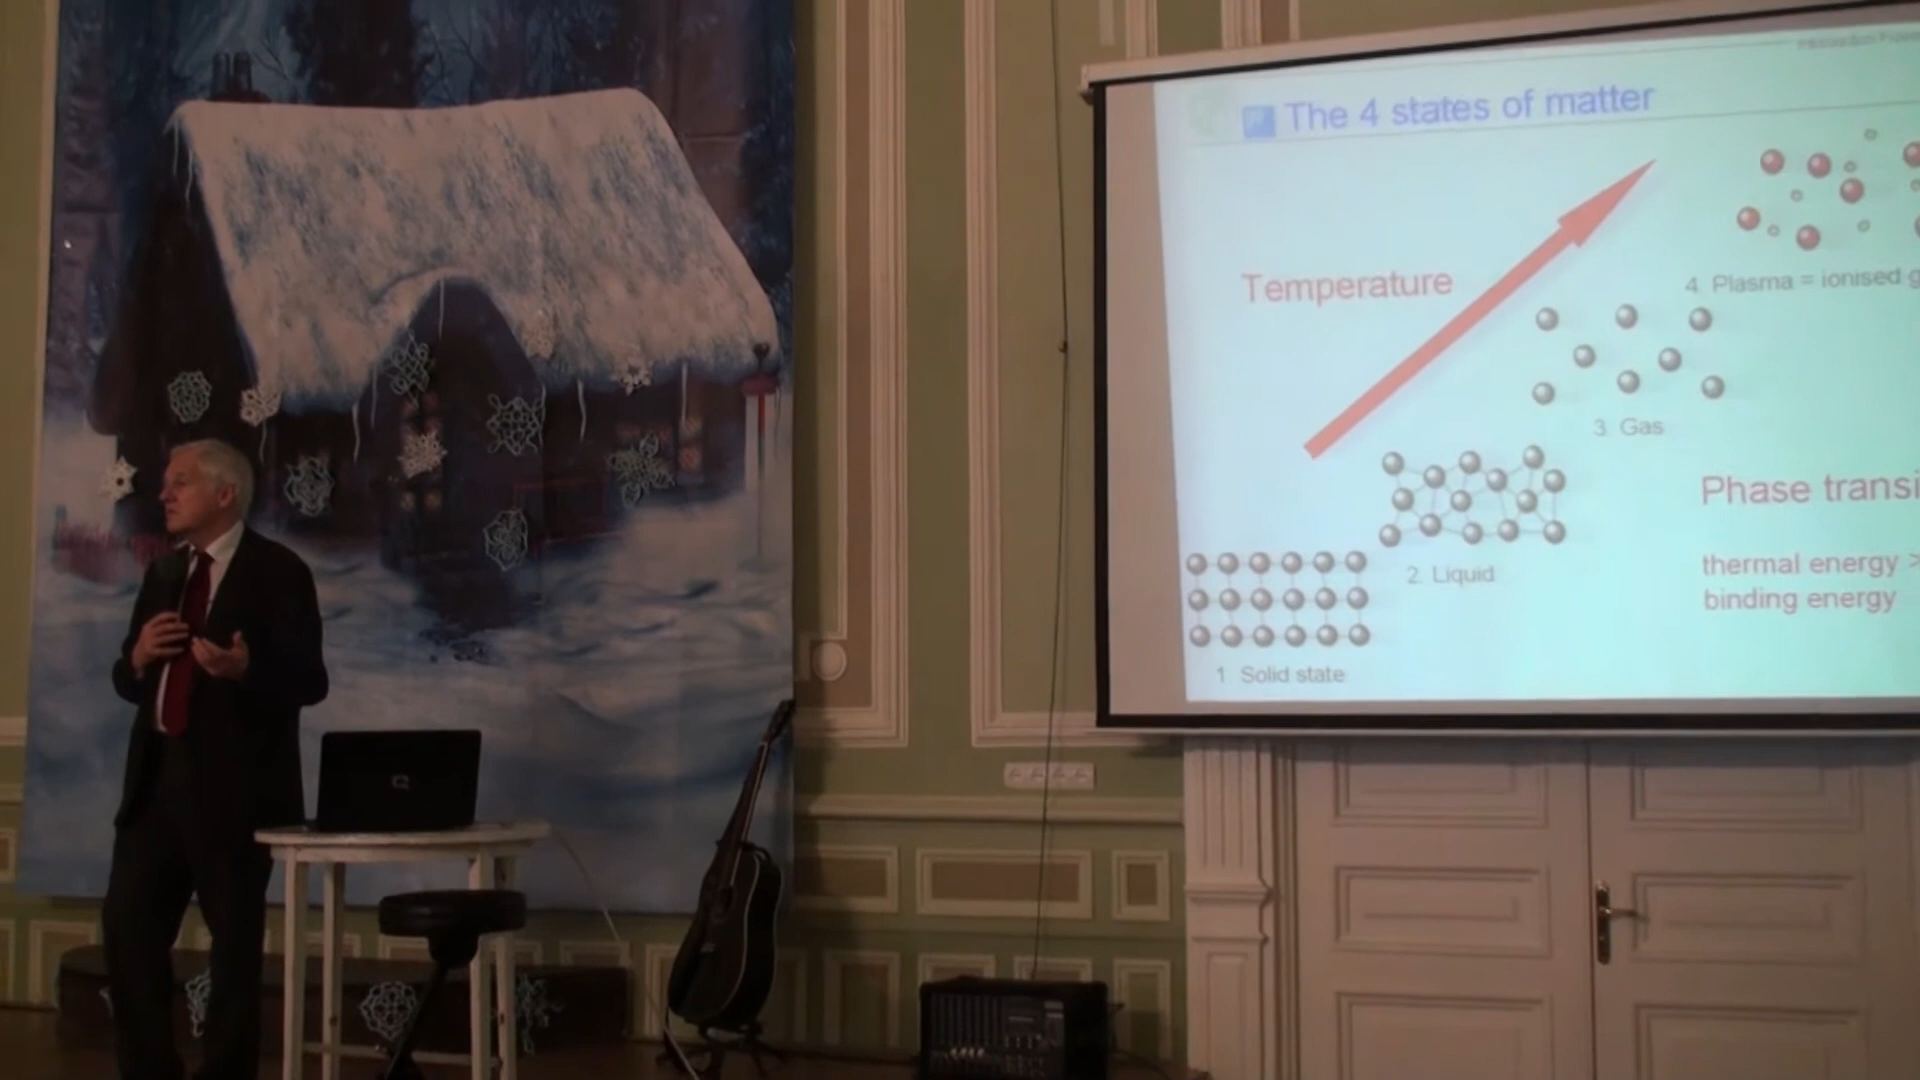 The 4 states of matter
Temperature
4 Plasma = ionised g
3. Gas
Phase transi
2. Liquid
thermal energy >
binding energy
1 Solid state